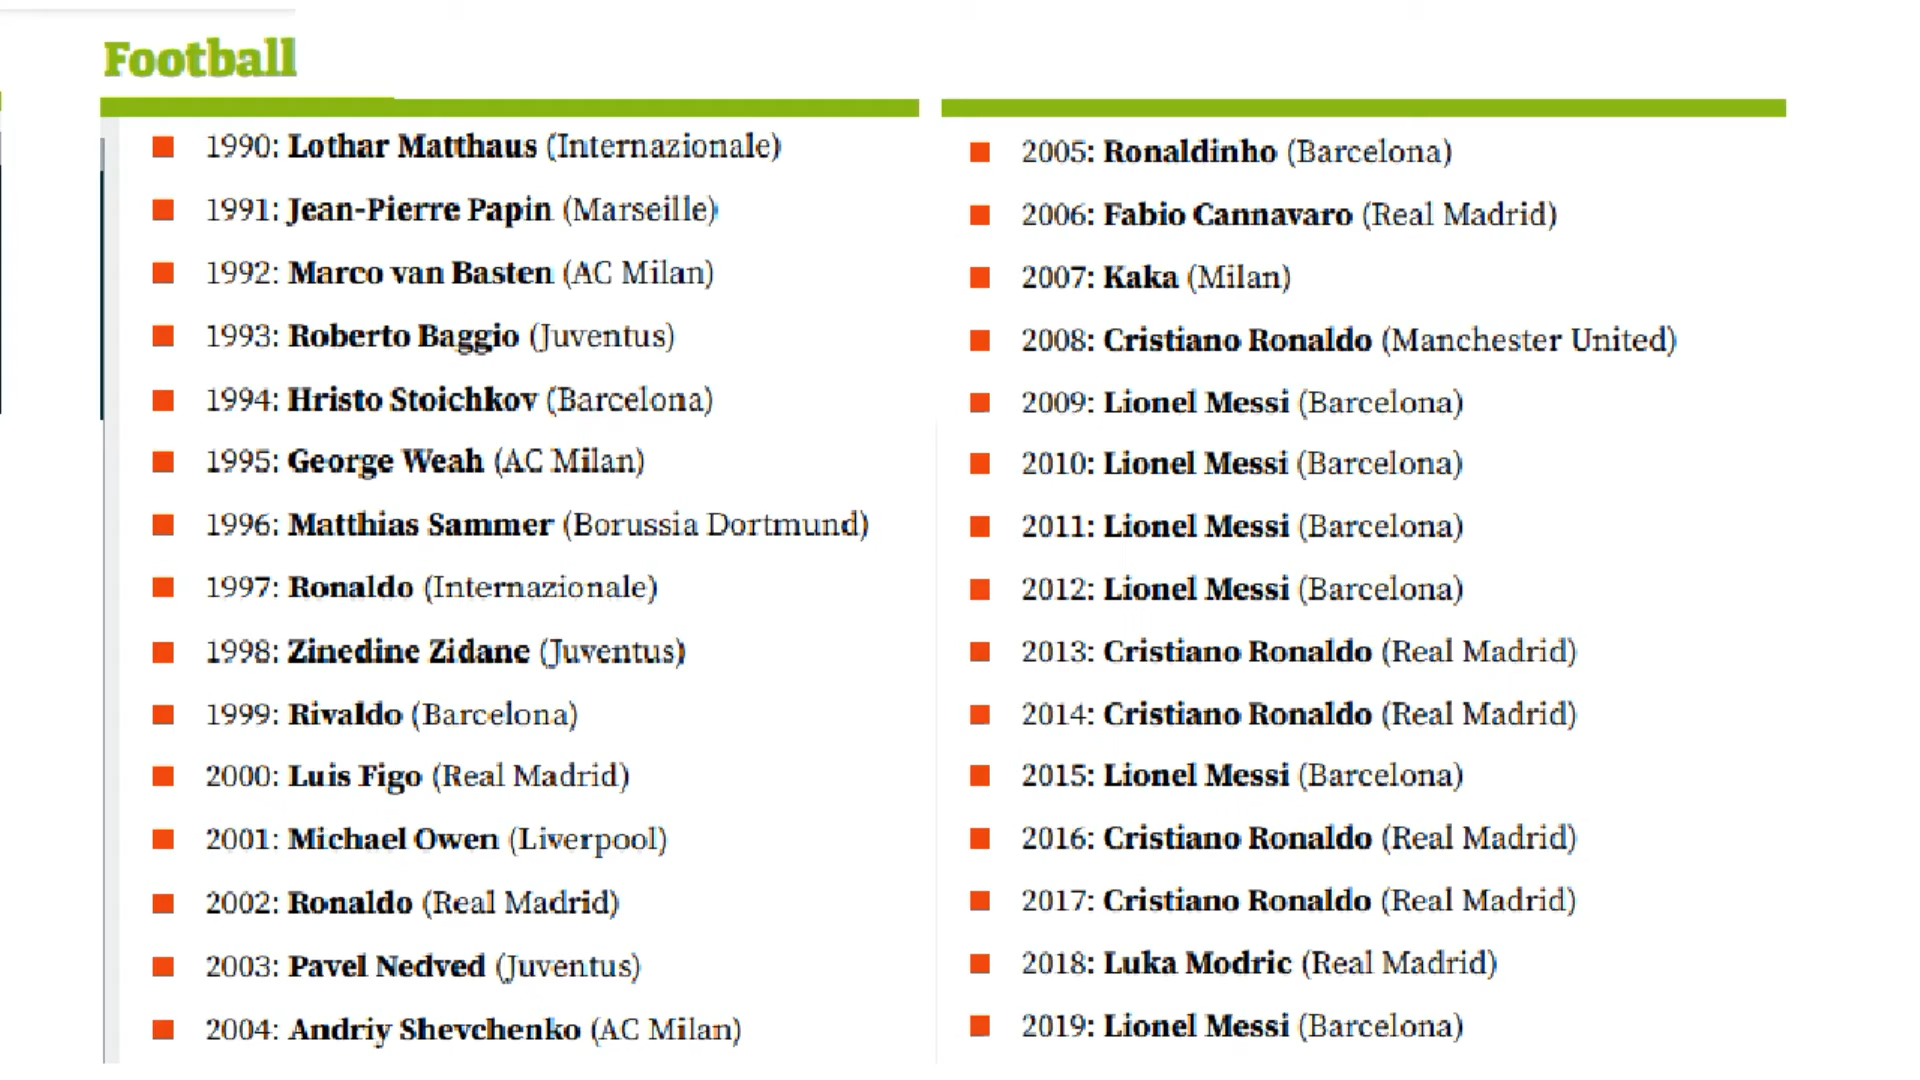 Football
1990: Lothar Matthaus (Internazionale)
1991: Jean-Pierre Papin (Marseille)
1992: Marco van Basten (AC Milan)
1993: Roberto Baggio (Juventus)
1994: Hristo Stoichkov (Barcelona)
1995: George Weah (AC Milan)
1996: Matthias Sammer (Borussia Dortmund)
1997: Ronaldo (Internazionale)
1998: Zinedine Zidane (Juventus)
1999: Rivaldo (Barcelona)
2000: Luis Figo (Real Madrid)
2001: Michael Owen (Liverpool)
2002: Ronaldo (Real Madrid)
2003: Pavel Nedved (Juventus)
2004: Andriy Shevchenko (AC Milan)
2005: Ronaldinho (Barcelona)
2006: Fabio Cannavaro (Real Madrid)
2007: Kaka (Milan)
2008: Cristiano Ronaldo (Manchester United)
2009: Lionel Messi (Barcelona)
2010: Lionel Messi (Barcelona)
2011: Lionel Messi (Barcelona)
2012: Lionel Messi (Barcelona)
2013: Cristiano Ronaldo (Real Madrid)
2014: Cristiano Ronaldo (Real Madrid)
2015: Lionel Messi (Barcelona)
2016: Cristiano Ronaldo (Real Madrid)
2017: Cristiano Ronaldo (Real Madrid)
2018: Luka Modric (Real Madrid)
2019: Lionel Messi (Barcelona)